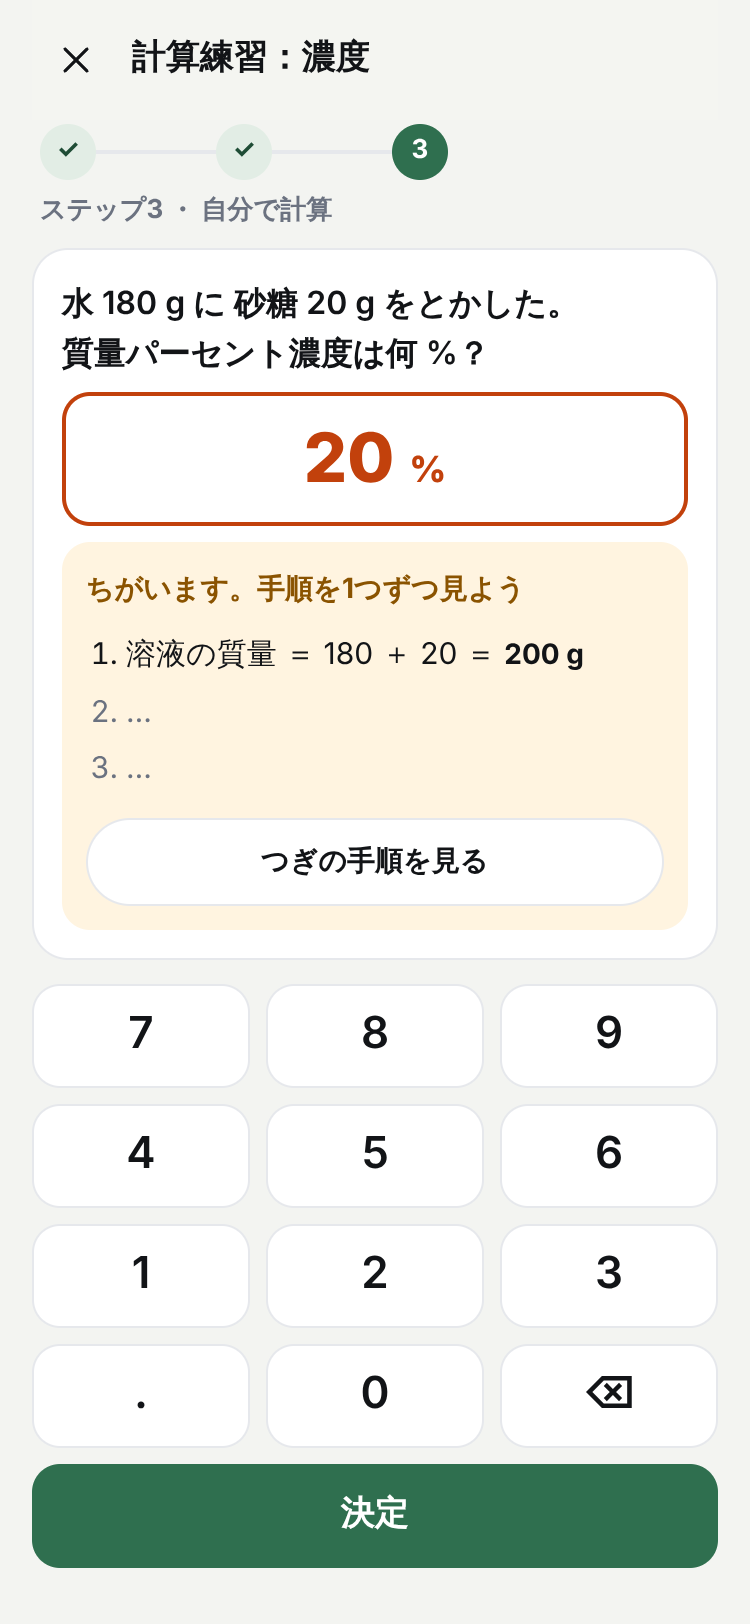 計算練習：濃度
3
ステップ3 ・ 自分で計算
水 180 g に 砂糖 20 g をとかした。
質量パーセント濃度は何 %？
20 %
ちがいます。手順を1つずつ見よう
1. 溶液の質量 ＝ 180 ＋ 20 ＝ 200 g
2. …
3. …
つぎの手順を見る
7 8 9
4 5 6
1 2 3
. 0
決定